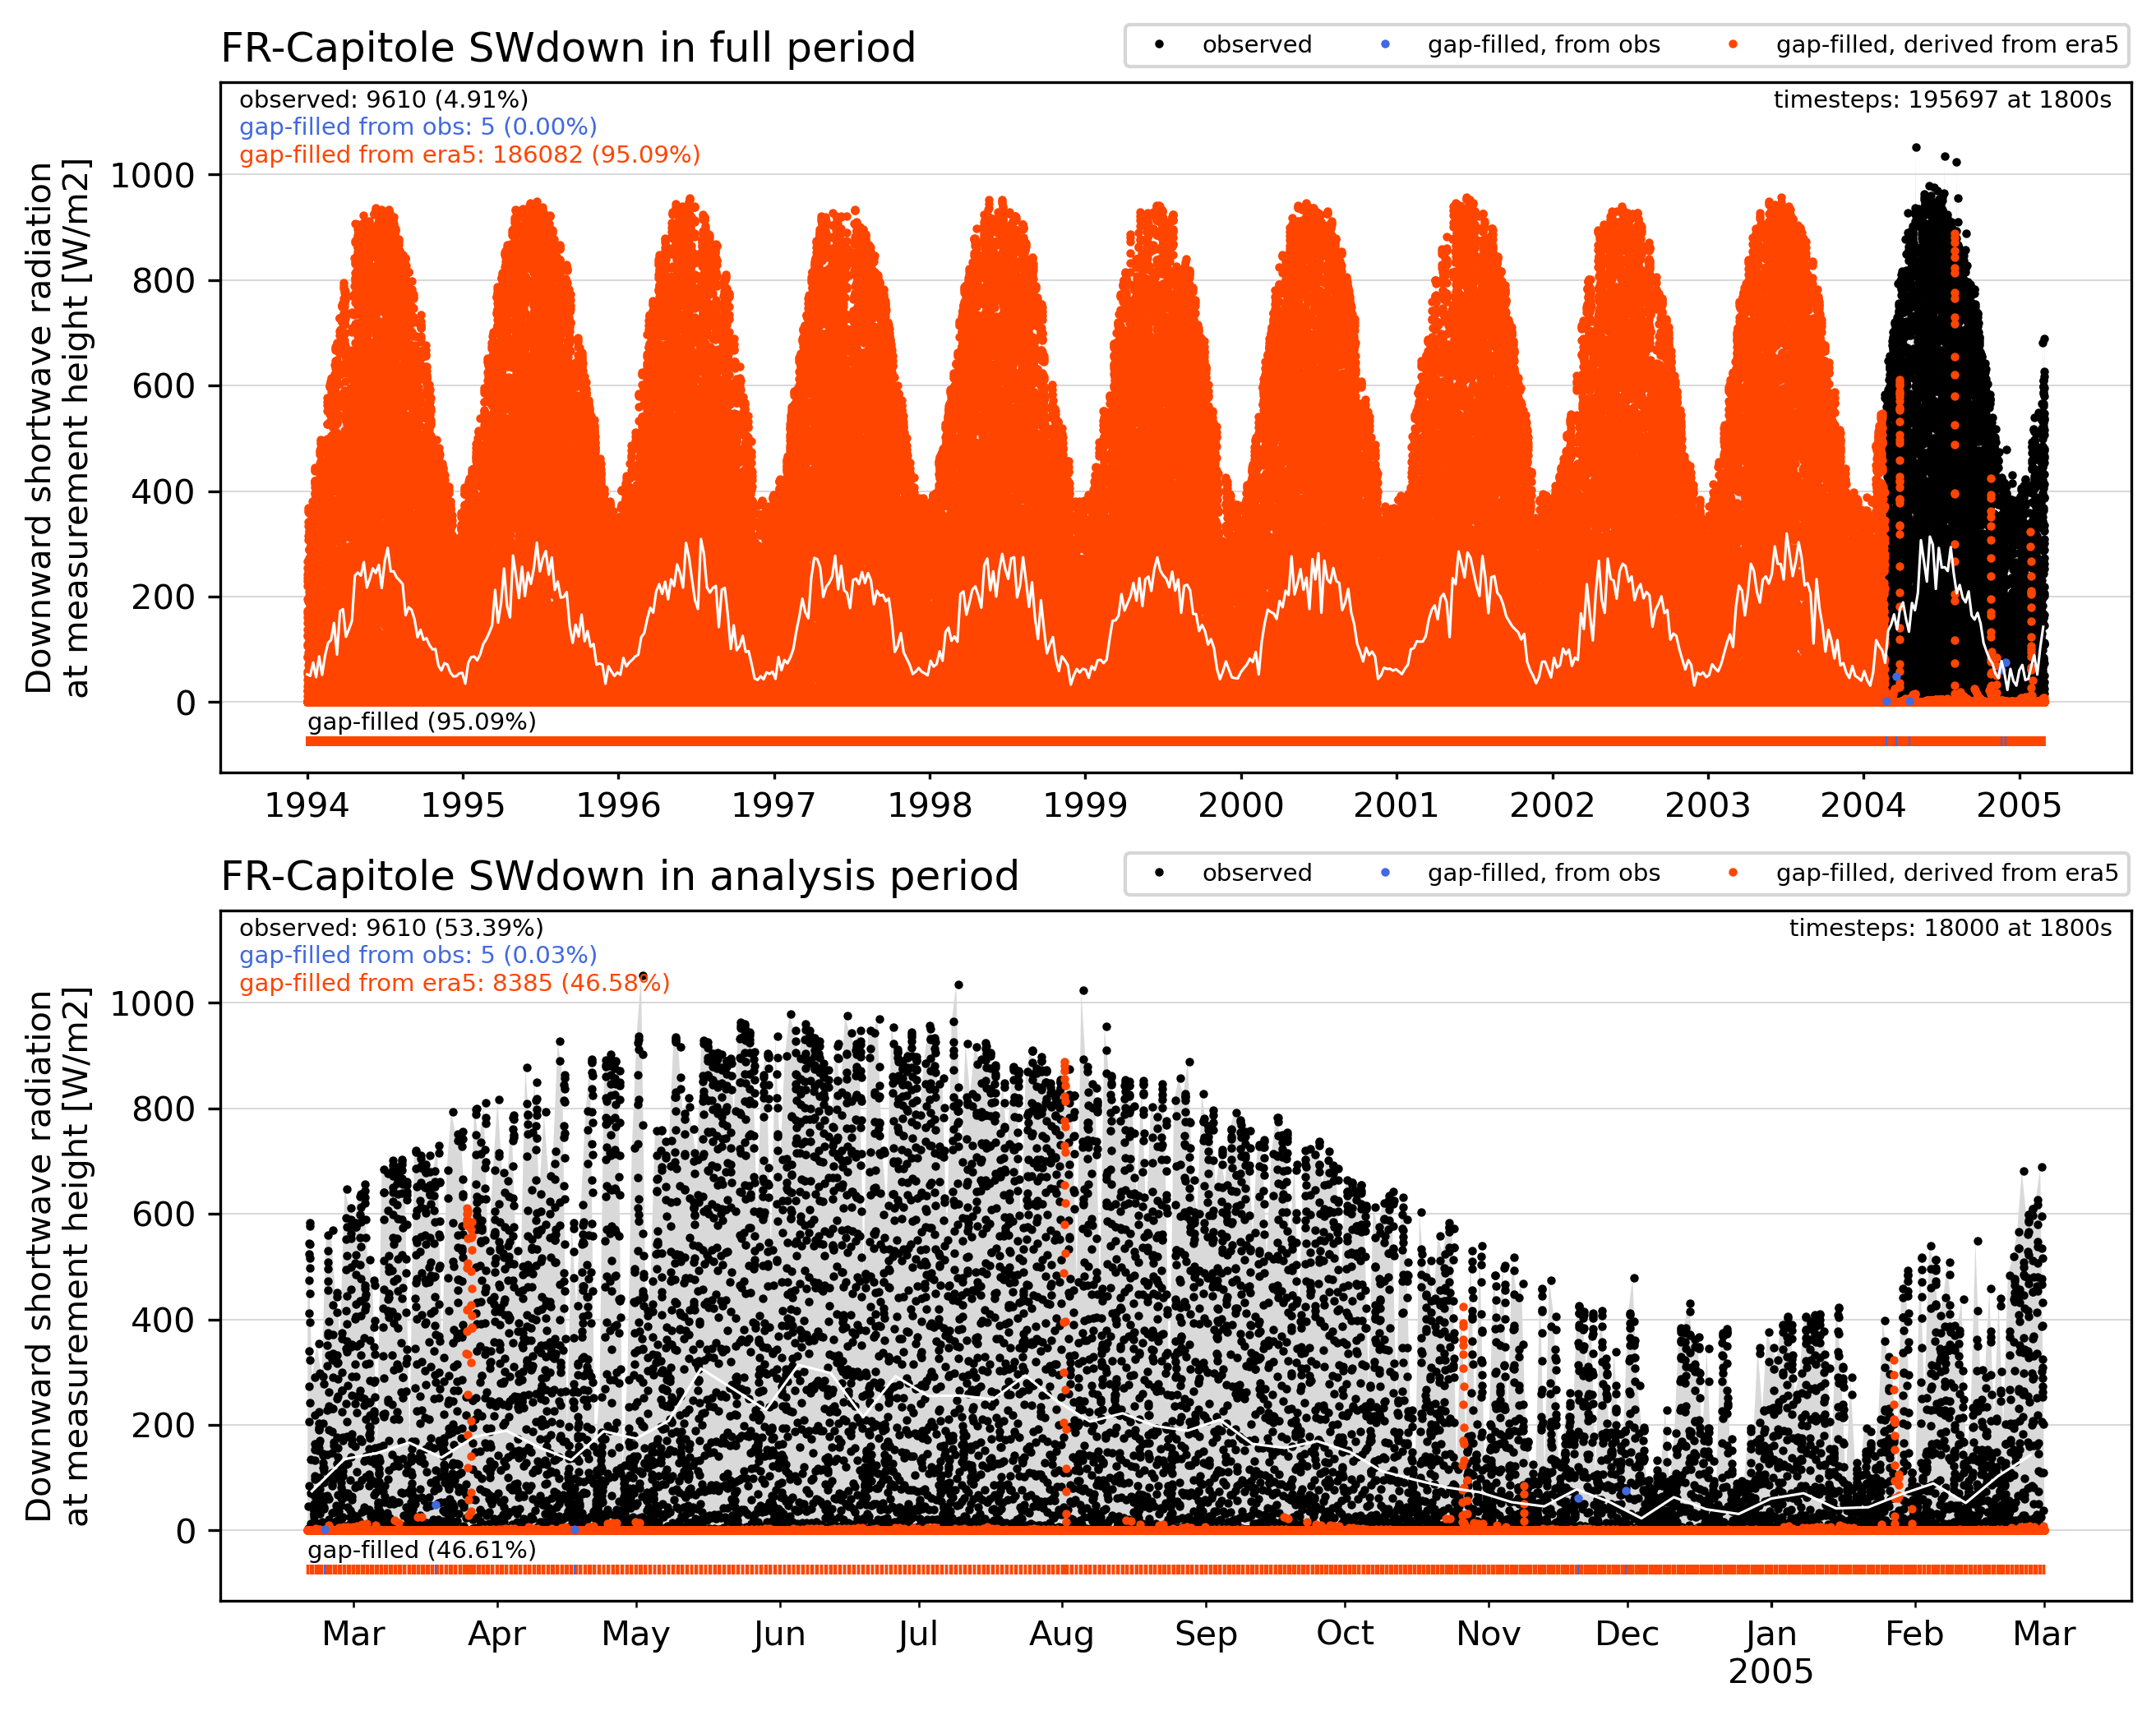 FR-Capitole SWdown in full period
observed
gap-filled, from obs
gap-filled, derived from era5
observed: 9610 (4.91%)
gap-filled from obs: 5 (0.00%)
gap-filled from era5: 186082 (95.09%)
timesteps: 195697 at 1800s
Downward shortwave radiation
at measurement height [W/m2]
1000
800
600
400
200
0
gap-filled (95.09%)
1994 1995 1996 1997 1998 1999 2000 2001 2002 2003 2004 2005
FR-Capitole SWdown in analysis period
observed
gap-filled, from obs
gap-filled, derived from era5
observed: 9610 (53.39%)
gap-filled from obs: 5 (0.03%)
gap-filled from era5: 8385 (46.58%)
timesteps: 18000 at 1800s
Downward shortwave radiation
at measurement height [W/m2]
1000
800
600
400
200
0
gap-filled (46.61%)
Mar Apr May Jun Jul Aug Sep Oct Nov Dec Jan Feb Mar
2005